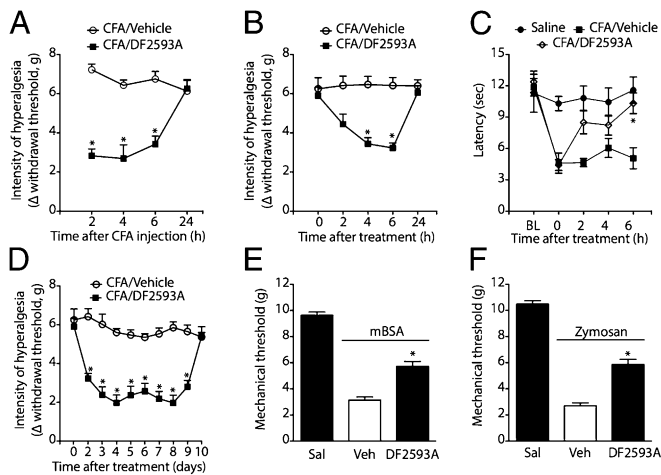 A
CFA/Vehicle
CFA/DF2593A
Intensity of hyperalgesia
(Δ withdrawal threshold, g)
8
6
4
2
0
2 4 6 24
Time after CFA injection (h)
B
CFA/Vehicle
CFA/DF2593A
Intensity of hyperalgesia
(Δ withdrawal threshold, g)
8
6
4
2
0
* *
0 2 4 6 24
Time after treatment (h)
C
Saline CFA/Vehicle
CFA/DF2593A
Latency (sec)
15
12
9
6
3
0
*
BL 0 2 4 6
Time after treatment (h)
D
CFA/Vehicle
CFA/DF2593A
Intensity of hyperalgesia
(Δ withdrawal threshold, g)
8
6
4
2
0
* * * * * * * *
0 2 3 4 5 6 7 8 9 10
Time after treatment (days)
E
Mechanical threshold (g)
12
10
8
6
4
2
0
mBSA
*
Sal Veh DF2593A
F
Mechanical threshold (g)
12
10
8
6
4
2
0
Zymosan
*
Sal Veh DF2593A